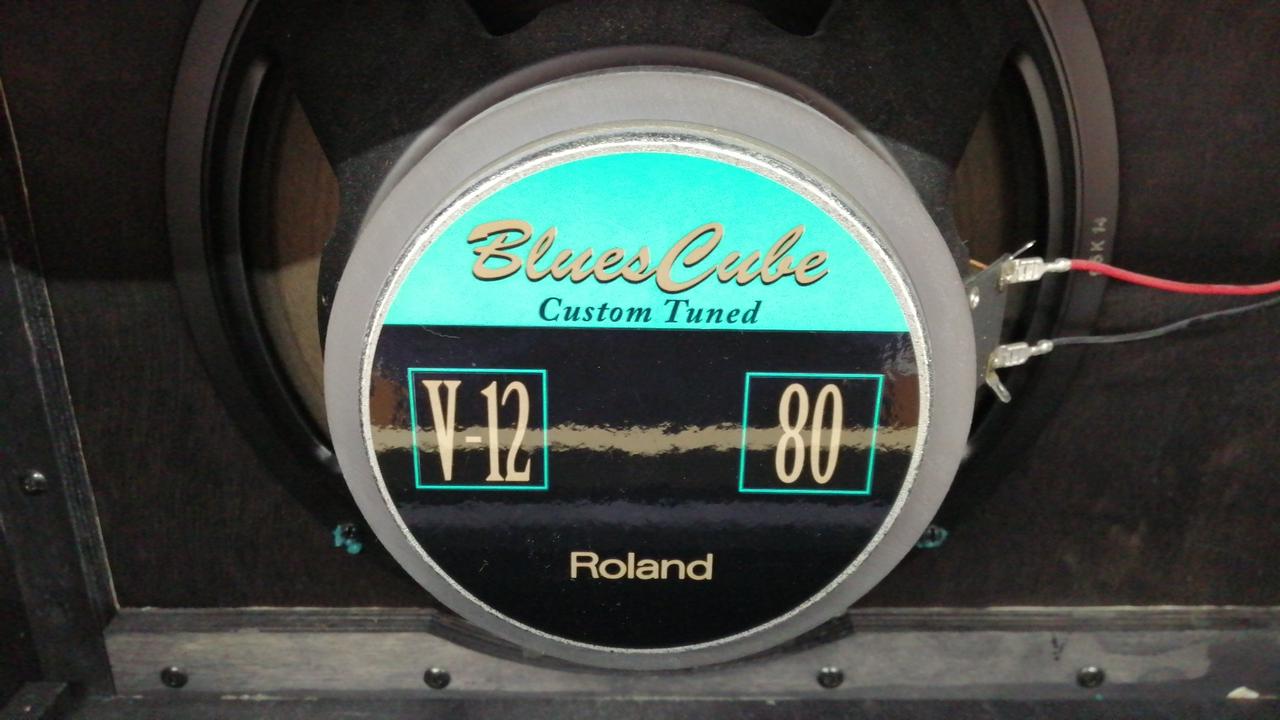 BluesCube
Custom Tuned
V-12
80
Roland